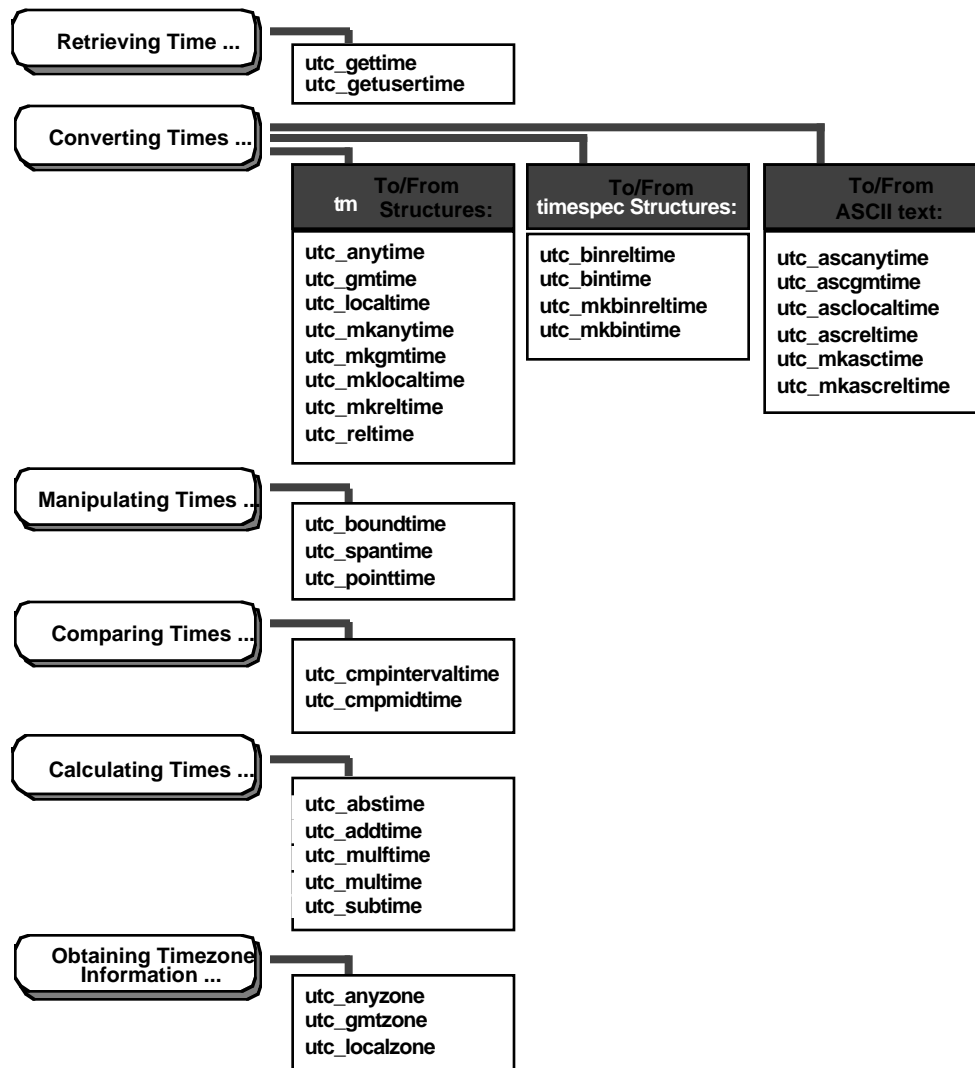 Retrieving Time ...
utc_gettime
utc_getusertime
Converting Times ...
To/From
tm Structures:
utc_anytime
utc_gmtime
utc_localtime
utc_mkanytime
utc_mkgmtime
utc_mklocaltime
utc_mkreltime
utc_reltime
To/From
timespec Structures:
utc_binreltime
utc_bintime
utc_mkbinreltime
utc_mkbintime
To/From
ASCII text:
utc_ascanytime
utc_ascgmtime
utc_asclocaltime
utc_ascreltime
utc_mkasctime
utc_mkascreltime
Manipulating Times ...
utc_boundtime
utc_spantime
utc_pointtime
Comparing Times ...
utc_cmpintervaltime
utc_cmpmidtime
Calculating Times ...
utc_abstime
utc_addtime
utc_mulftime
utc_multime
utc_subtime
Obtaining Timezone
Information ...
utc_anyzone
utc_gmtzone
utc_localzone